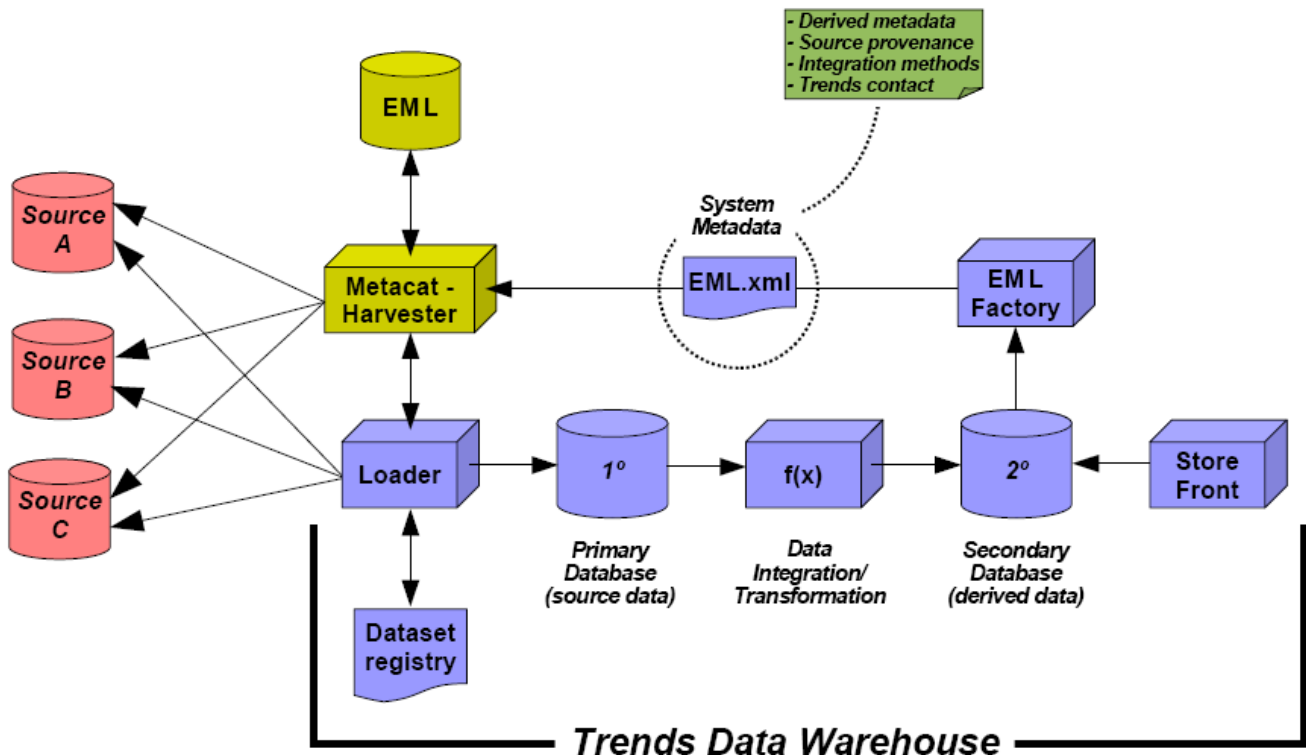 - Derived metadata
- Source provenance
- Integration methods
- Trends contact
EML
Source
A
System
Metadata
Metacat -
Harvester
EML.xml
EML
Factory
Source
B
Loader
1º
f(x)
2º
Store
Front
Source
C
Primary
Database
(source data)
Data
Integration/
Transformation
Secondary
Database
(derived data)
Dataset
registry
Trends Data Warehouse